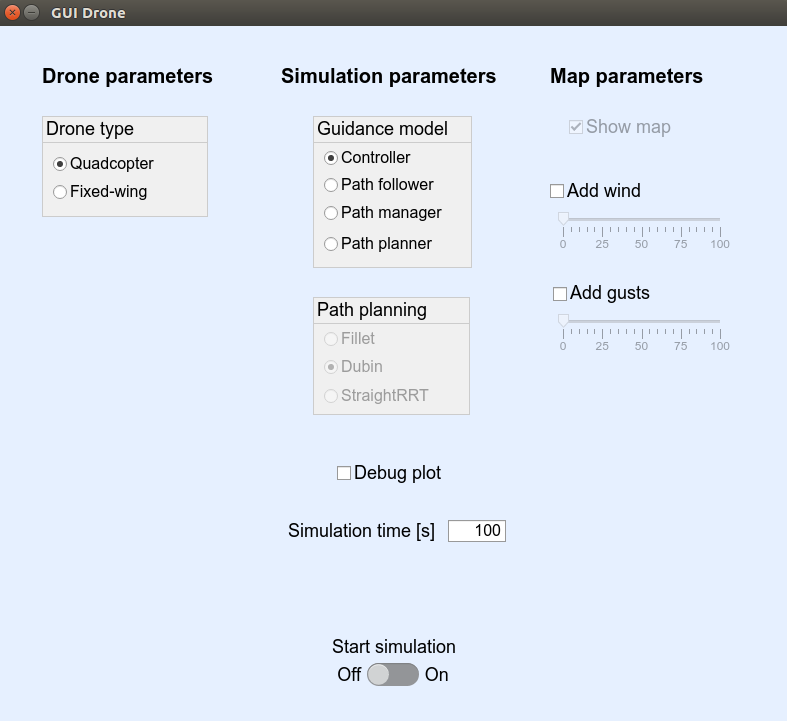 GUI Drone
Drone parameters
Drone type
Quadcopter
Fixed-wing
Simulation parameters
Guidance model
Controller
Path follower
Path manager
Path planner
Path planning
Fillet
Dubin
StraightRRT
Debug plot
Simulation time [s] 100
Start simulation
Off On
Map parameters
Show map
Add wind
0 25 50 75 100
Add gusts
0 25 50 75 100